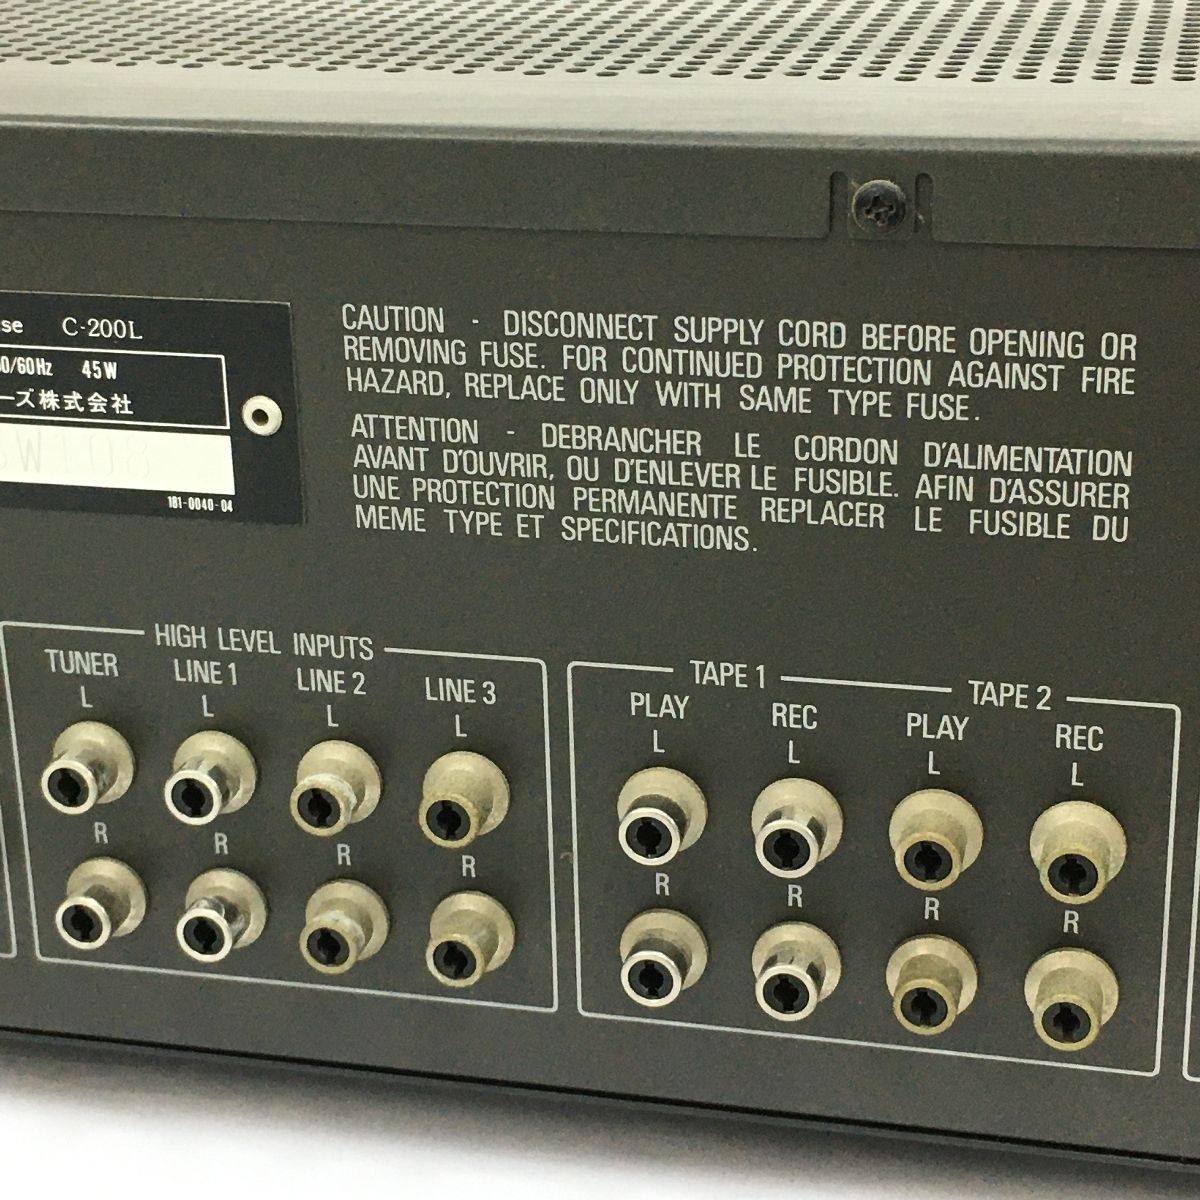 C-200L
0/60Hz 45W
ーズ株式会社
W108
181-0040-04
CAUTION - DISCONNECT SUPPLY CORD BEFORE OPENING OR
REMOVING FUSE. FOR CONTINUED PROTECTION AGAINST FIRE
HAZARD, REPLACE ONLY WITH SAME TYPE FUSE.
ATTENTION - DEBRANCHER LE CORDON D'ALIMENTATION
AVANT D'OUVRIR, OU D'ENLEVER LE FUSIBLE. AFIN D'ASSURER
UNE PROTECTION PERMANENTE REPLACER LE FUSIBLE DU
MEME TYPE ET SPECIFICATIONS.
HIGH LEVEL INPUTS
TUNER LINE 1 LINE 2 LINE 3
L L L L
R R R R
TAPE 1 TAPE 2
PLAY REC PLAY REC
L L L L
R R R R